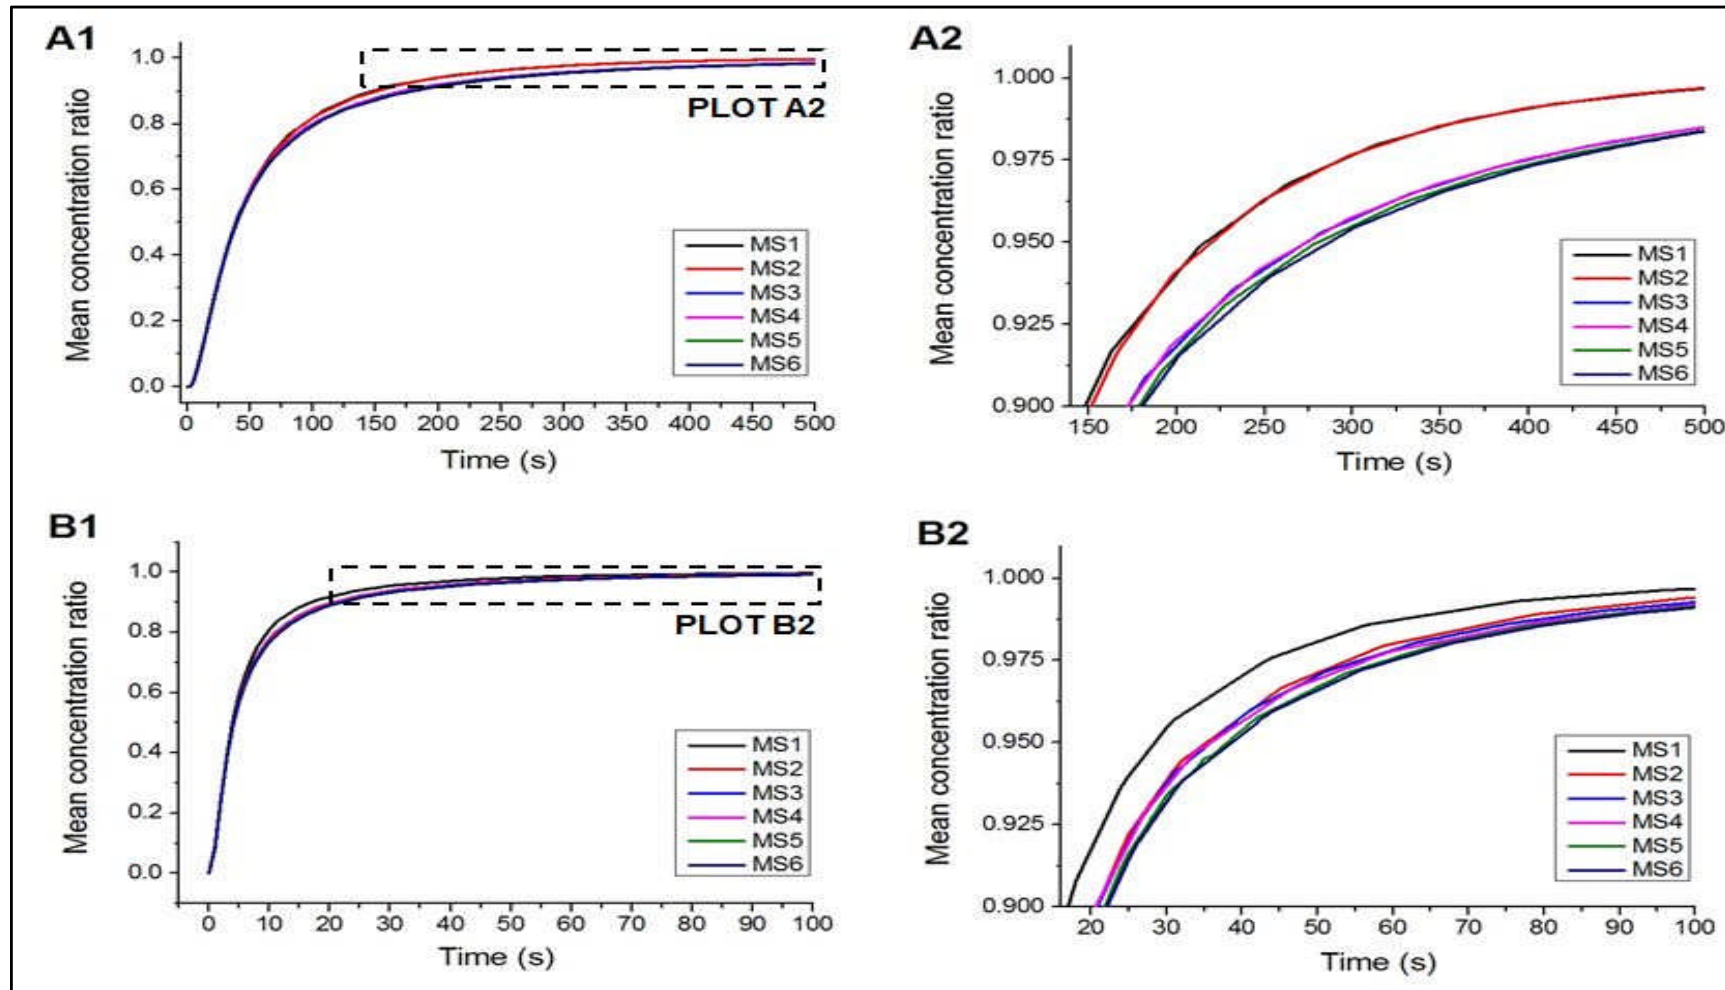 A1
Mean concentration ratio
1.0
0.8
0.6
0.4
0.2
0.0
PLOT A2
MS1
MS2
MS3
MS4
MS5
MS6
0 50 100 150 200 250 300 350 400 450 500
Time (s)
A2
Mean concentration ratio
1.000
0.975
0.950
0.925
0.900
MS1
MS2
MS3
MS4
MS5
MS6
150 200 250 300 350 400 450 500
Time (s)
B1
Mean concentration ratio
1.0
0.8
0.6
0.4
0.2
0.0
PLOT B2
MS1
MS2
MS3
MS4
MS5
MS6
0 10 20 30 40 50 60 70 80 90 100
Time (s)
B2
Mean concentration ratio
1.000
0.975
0.950
0.925
0.900
MS1
MS2
MS3
MS4
MS5
MS6
20 30 40 50 60 70 80 90 100
Time (s)